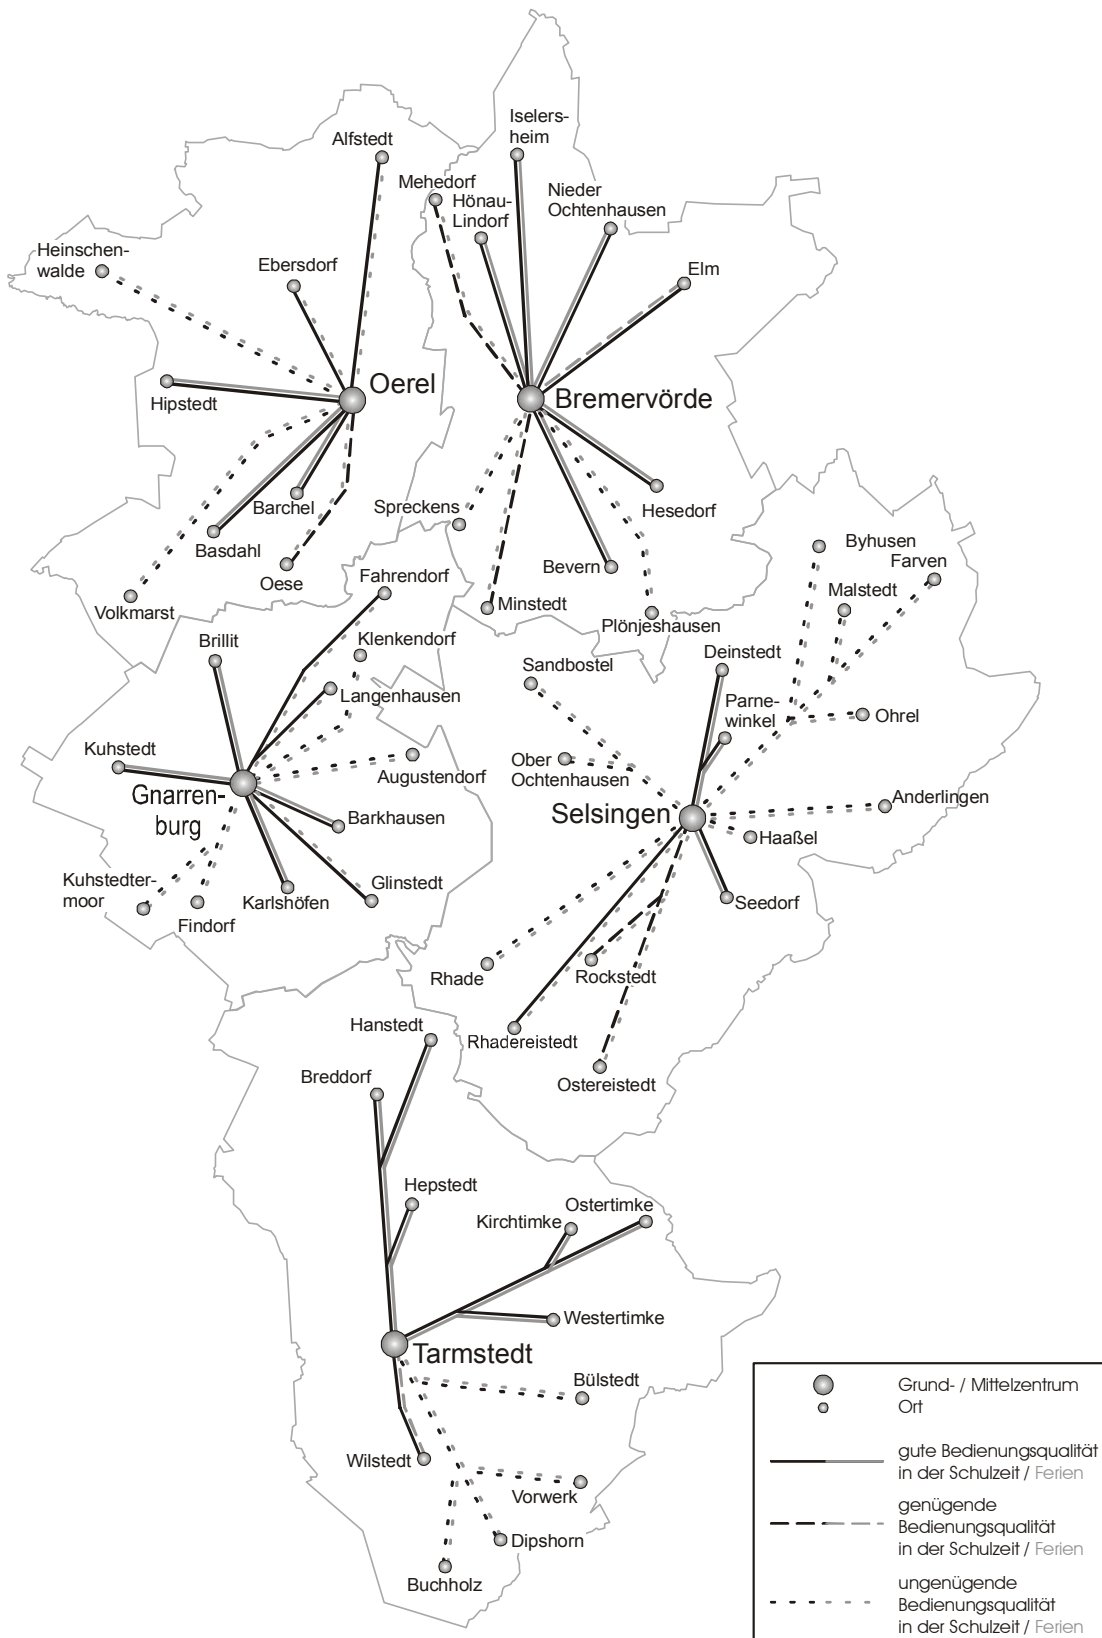 Iselers-
heim
Alfstedt
Mehedorf
Hönau-
Lindorf
Nieder
Ochtenhausen
Heinschen-
walde
Ebersdorf
Elm
Oerel
Bremervörde
Hipstedt
Barchel
Spreckens
Hesedorf
Basdahl
Oese
Bevern
Byhusen
Farven
Fahrendorf
Volkmarst
Minstedt
Plönjeshausen
Malstedt
Brillit
Klenkendorf
Sandbostel
Deinstedt
Langenhausen
Parne-
winkel
Ohrel
Kuhstedt
Augustendorf
Ober
Ochtenhausen
Gnarren-
burg
Selsingen
Anderlingen
Barkhausen
Haaßel
Kuhstedter-
moor
Karlshöfen
Glinstedt
Seedorf
Findorf
Rhade
Rockstedt
Hanstedt
Rhadereistedt
Breddorf
Ostereistedt
Hepstedt
Ostertimke
Kirchtimke
Westertimke
Tarmstedt
Bülstedt
Wilstedt
Vorwerk
Dipshorn
Buchholz
Grund- / Mittelzentrum
Ort
gute Bedienungsqualität
in der Schulzeit / Ferien
genügende
Bedienungsqualität
in der Schulzeit / Ferien
ungenügende
Bedienungsqualität
in der Schulzeit / Ferien